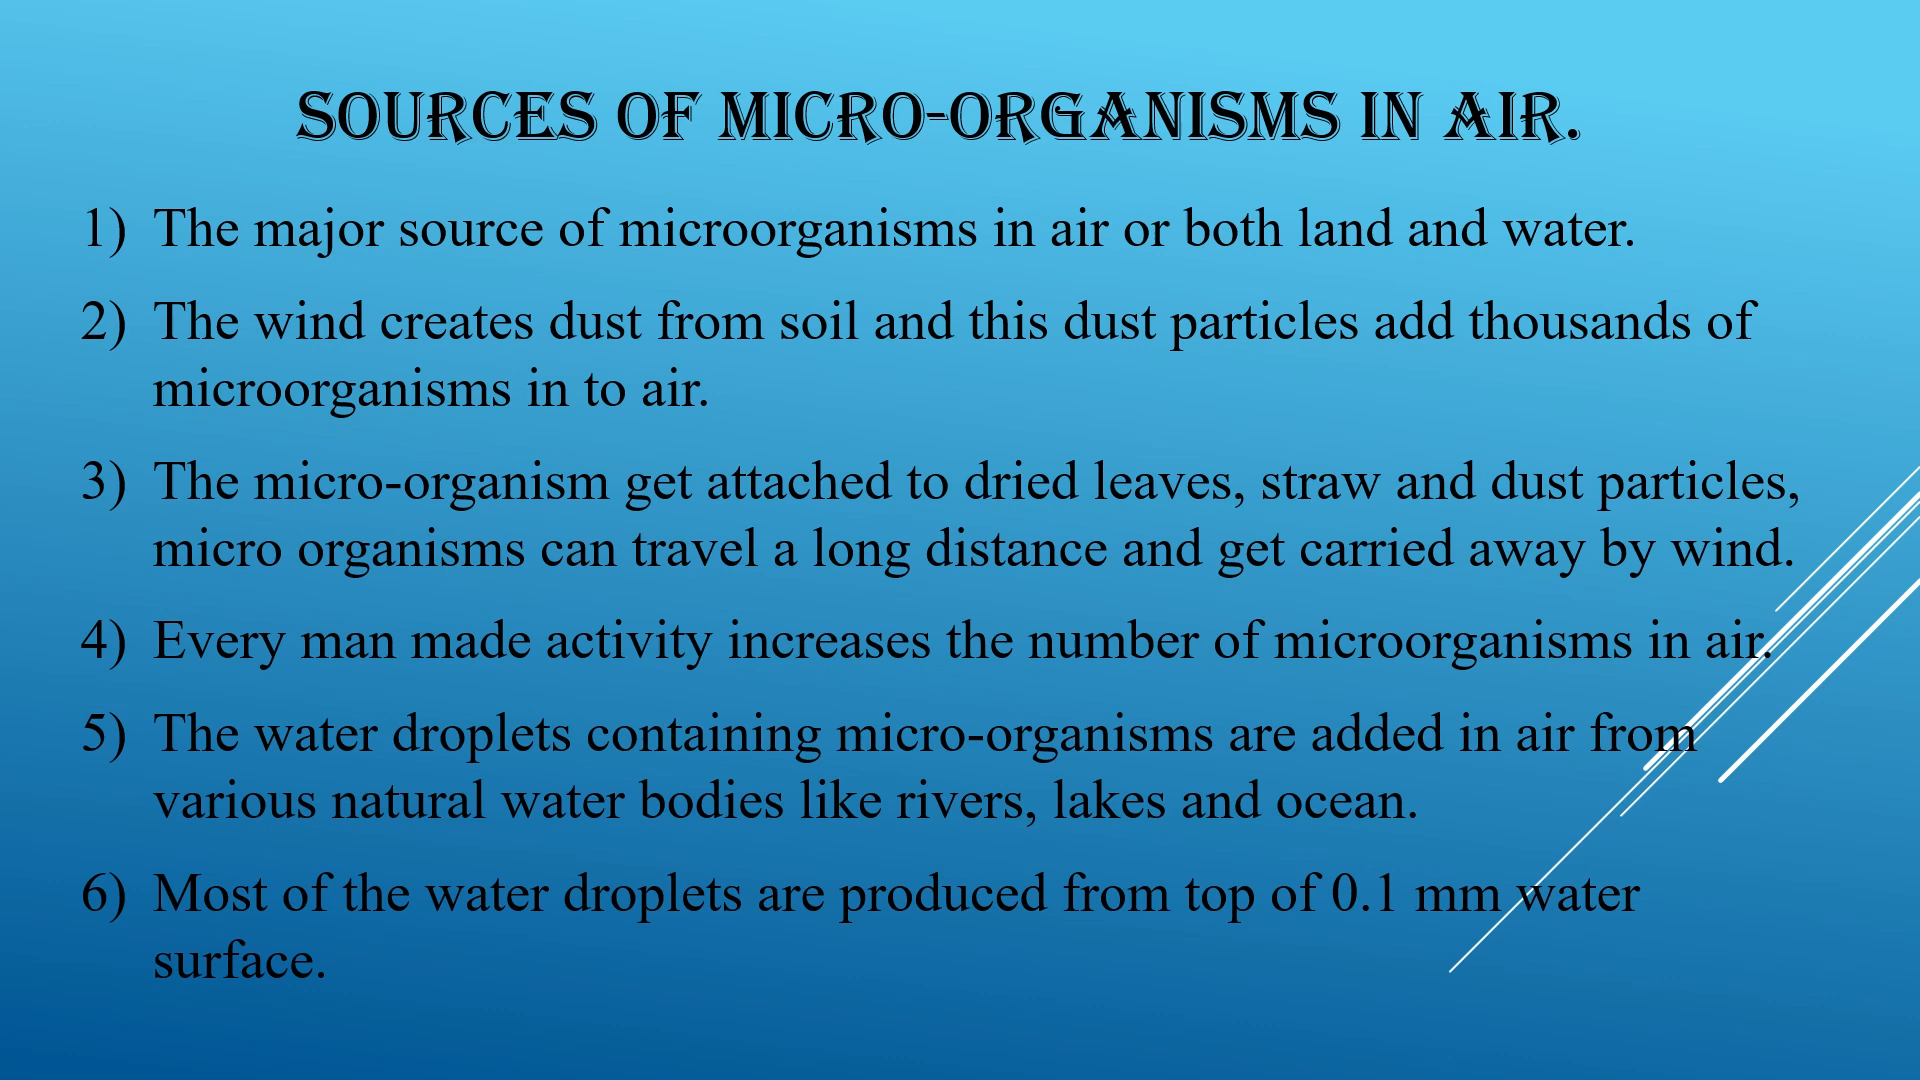 SOURCES OF MICRO-ORGANISMS IN AIR.
1) The major source of microorganisms in air or both land and water.
2) The wind creates dust from soil and this dust particles add thousands of
microorganisms in to air.
3) The micro-organism get attached to dried leaves, straw and dust particles,
micro organisms can travel a long distance and get carried away by wind.
4) Every man made activity increases the number of microorganisms in air.
5) The water droplets containing micro-organisms are added in air from
various natural water bodies like rivers, lakes and ocean.
6) Most of the water droplets are produced from top of 0.1 mm water
surface.